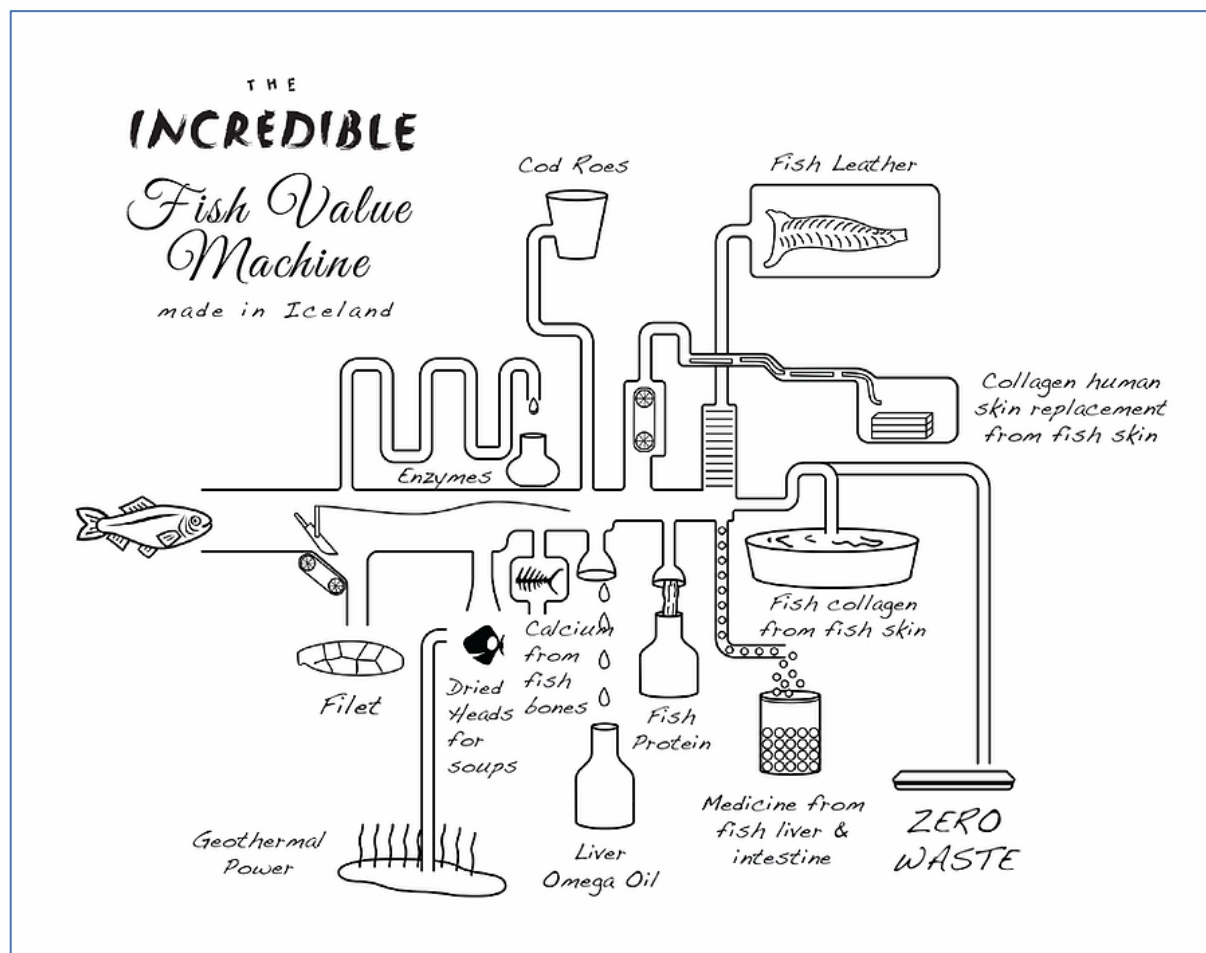 THE
INCREDIBLE
Fish Value
Machine
made in Iceland
Cod Roes
Fish Leather
Collagen human
skin replacement
from fish skin
Enzymes
Fish collagen
from fish skin
Calcium
from
fish
bones
Filet
Dried
Heads
for
soups
Fish
Protein
Medicine from
fish liver &
intestine
ZERO
WASTE
Geothermal
Power
Liver
Omega Oil